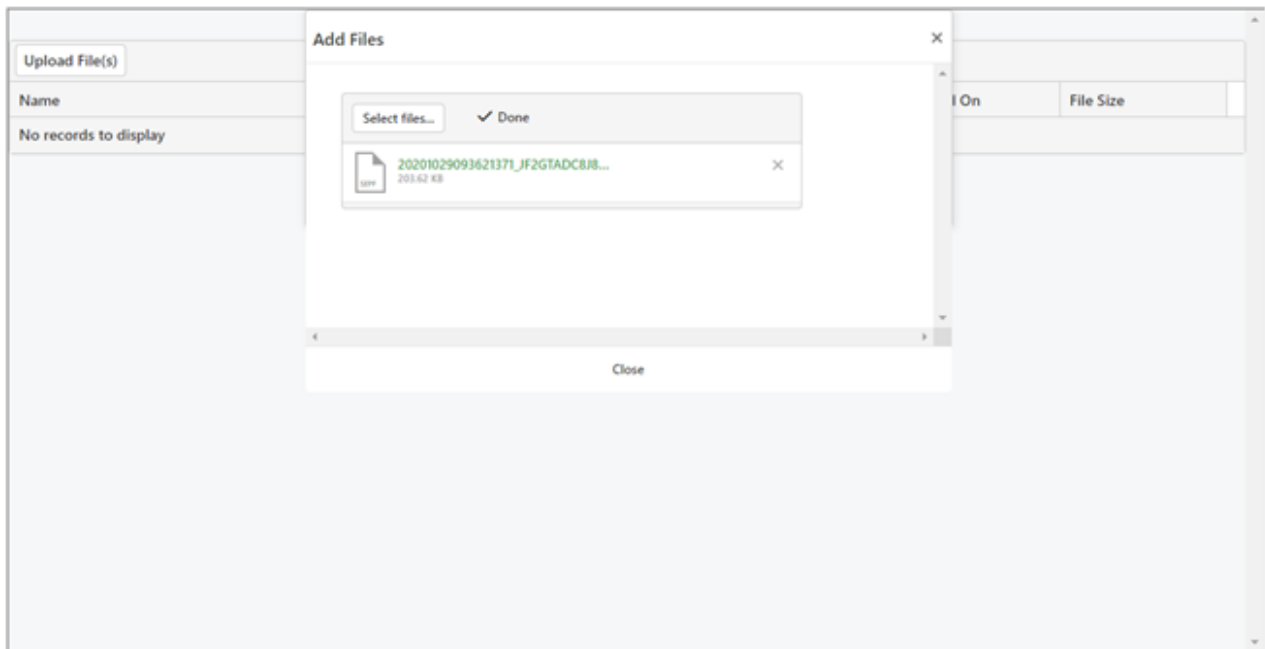 Add Files
Upload File(s)
Name
l On
File Size
No records to display
Select files...
Done
20201029093621371_JF2GTADC8J8...
203.62 KB
Close